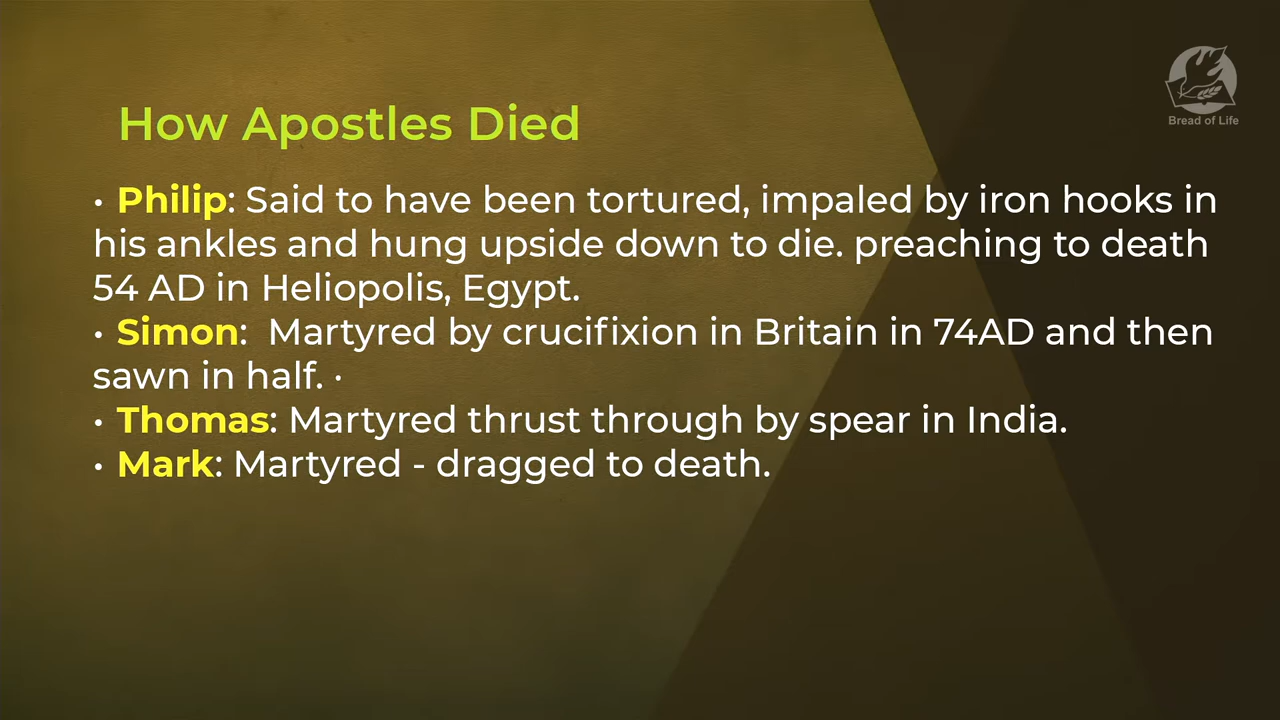 Bread of Life
How Apostles Died
• Philip: Said to have been tortured, impaled by iron hooks in
his ankles and hung upside down to die. preaching to death
54 AD in Heliopolis, Egypt.
• Simon:  Martyred by crucifixion in Britain in 74AD and then
sawn in half. •
• Thomas: Martyred thrust through by spear in India.
• Mark: Martyred - dragged to death.